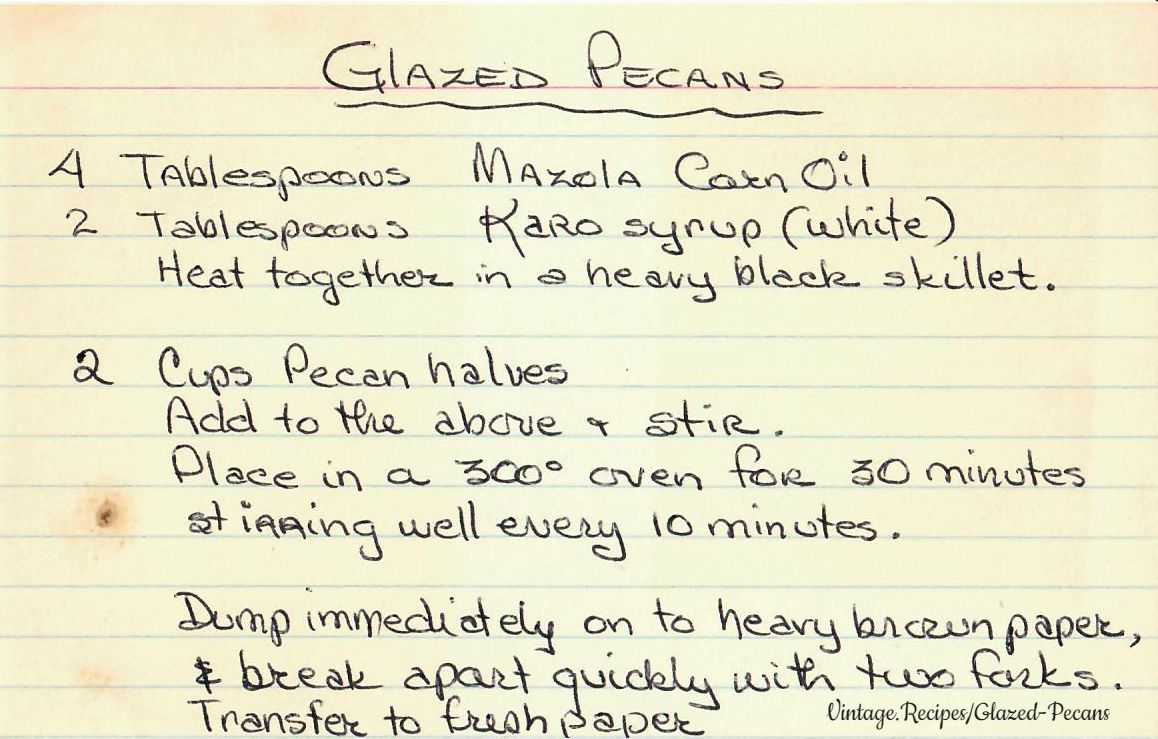 Glazed Pecans
4 Tablespoons Mazola Corn Oil
2 Tablespoons Karo syrup (white)
Heat together in a heavy black skillet.
2 Cups Pecan halves
Add to the above & stir.
Place in a 300° oven for 30 minutes
stirring well every 10 minutes.
Dump immediately on to heavy brown paper,
& break apart quickly with two forks.
Transfer to fresh paper
Vintage.Recipes/Glazed-Pecans